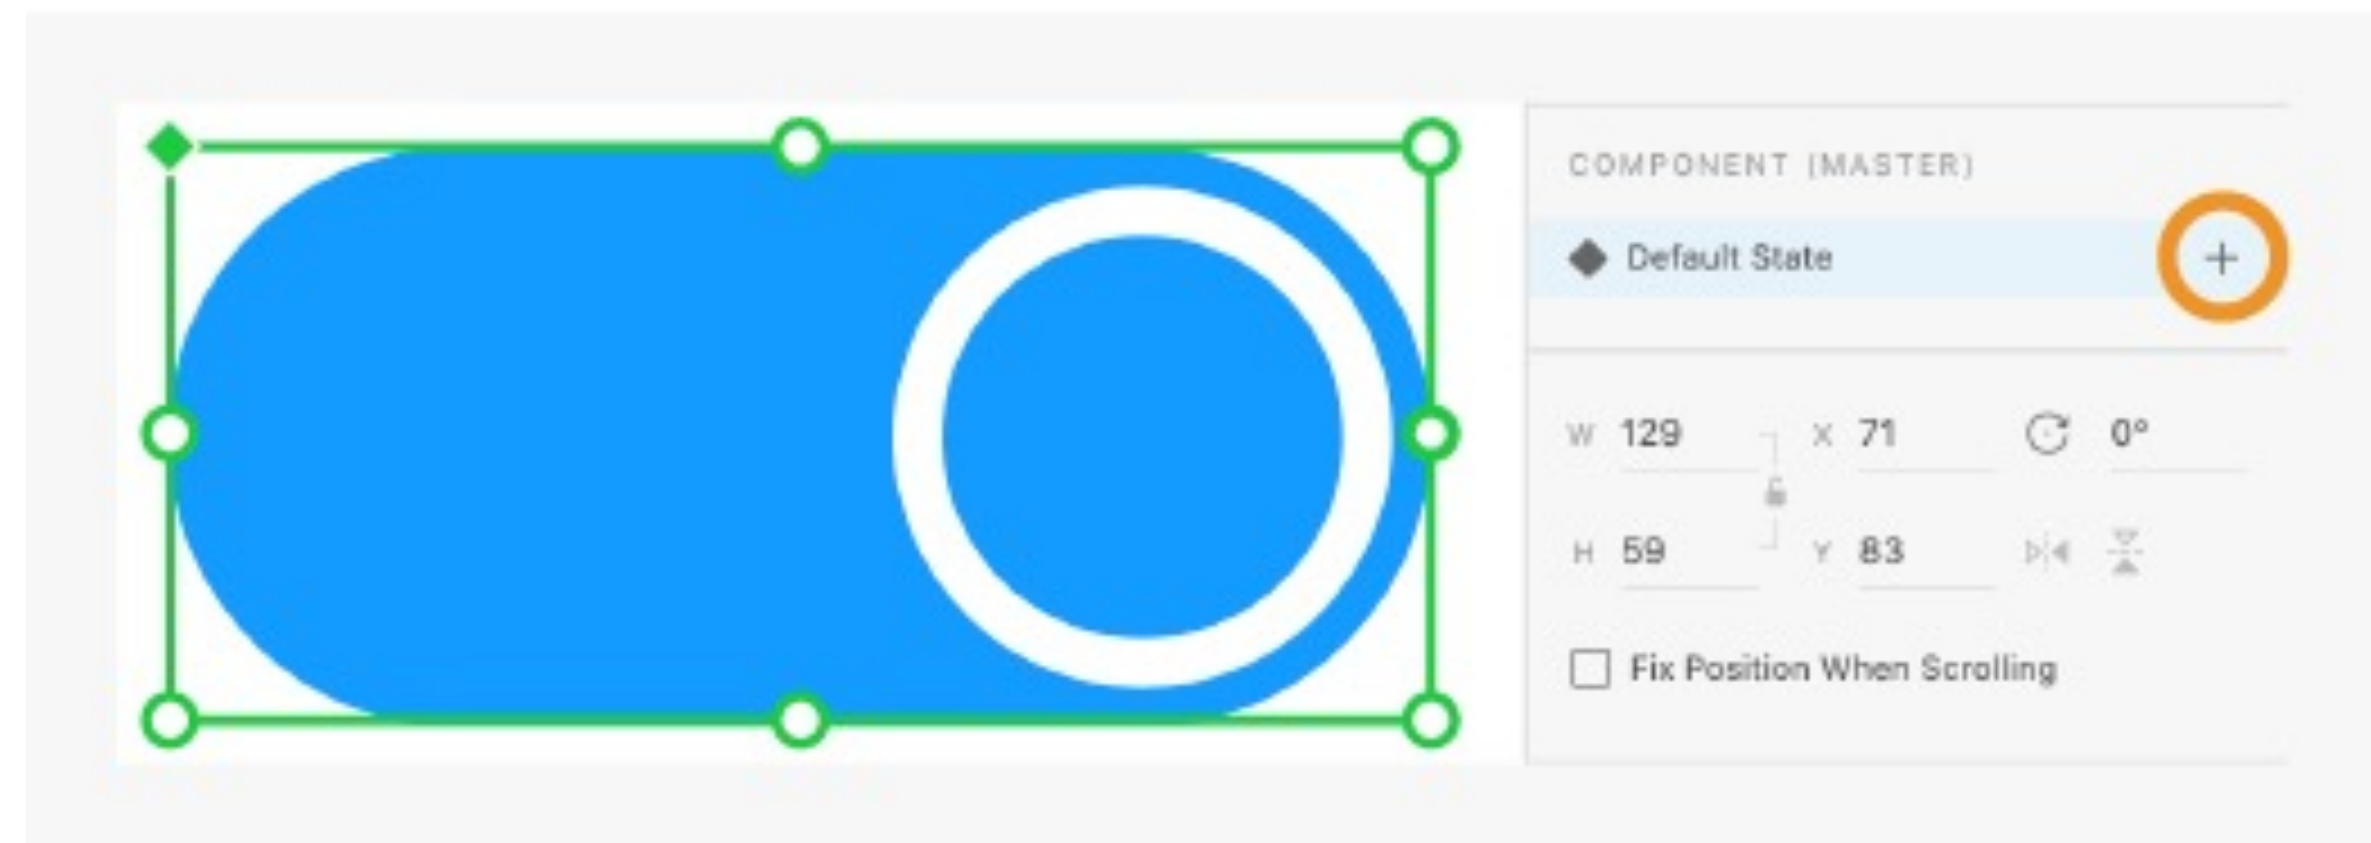 COMPONENT (MASTER)
Default State +
W 129 X 71 0°
H 59 Y 83
Fix Position When Scrolling